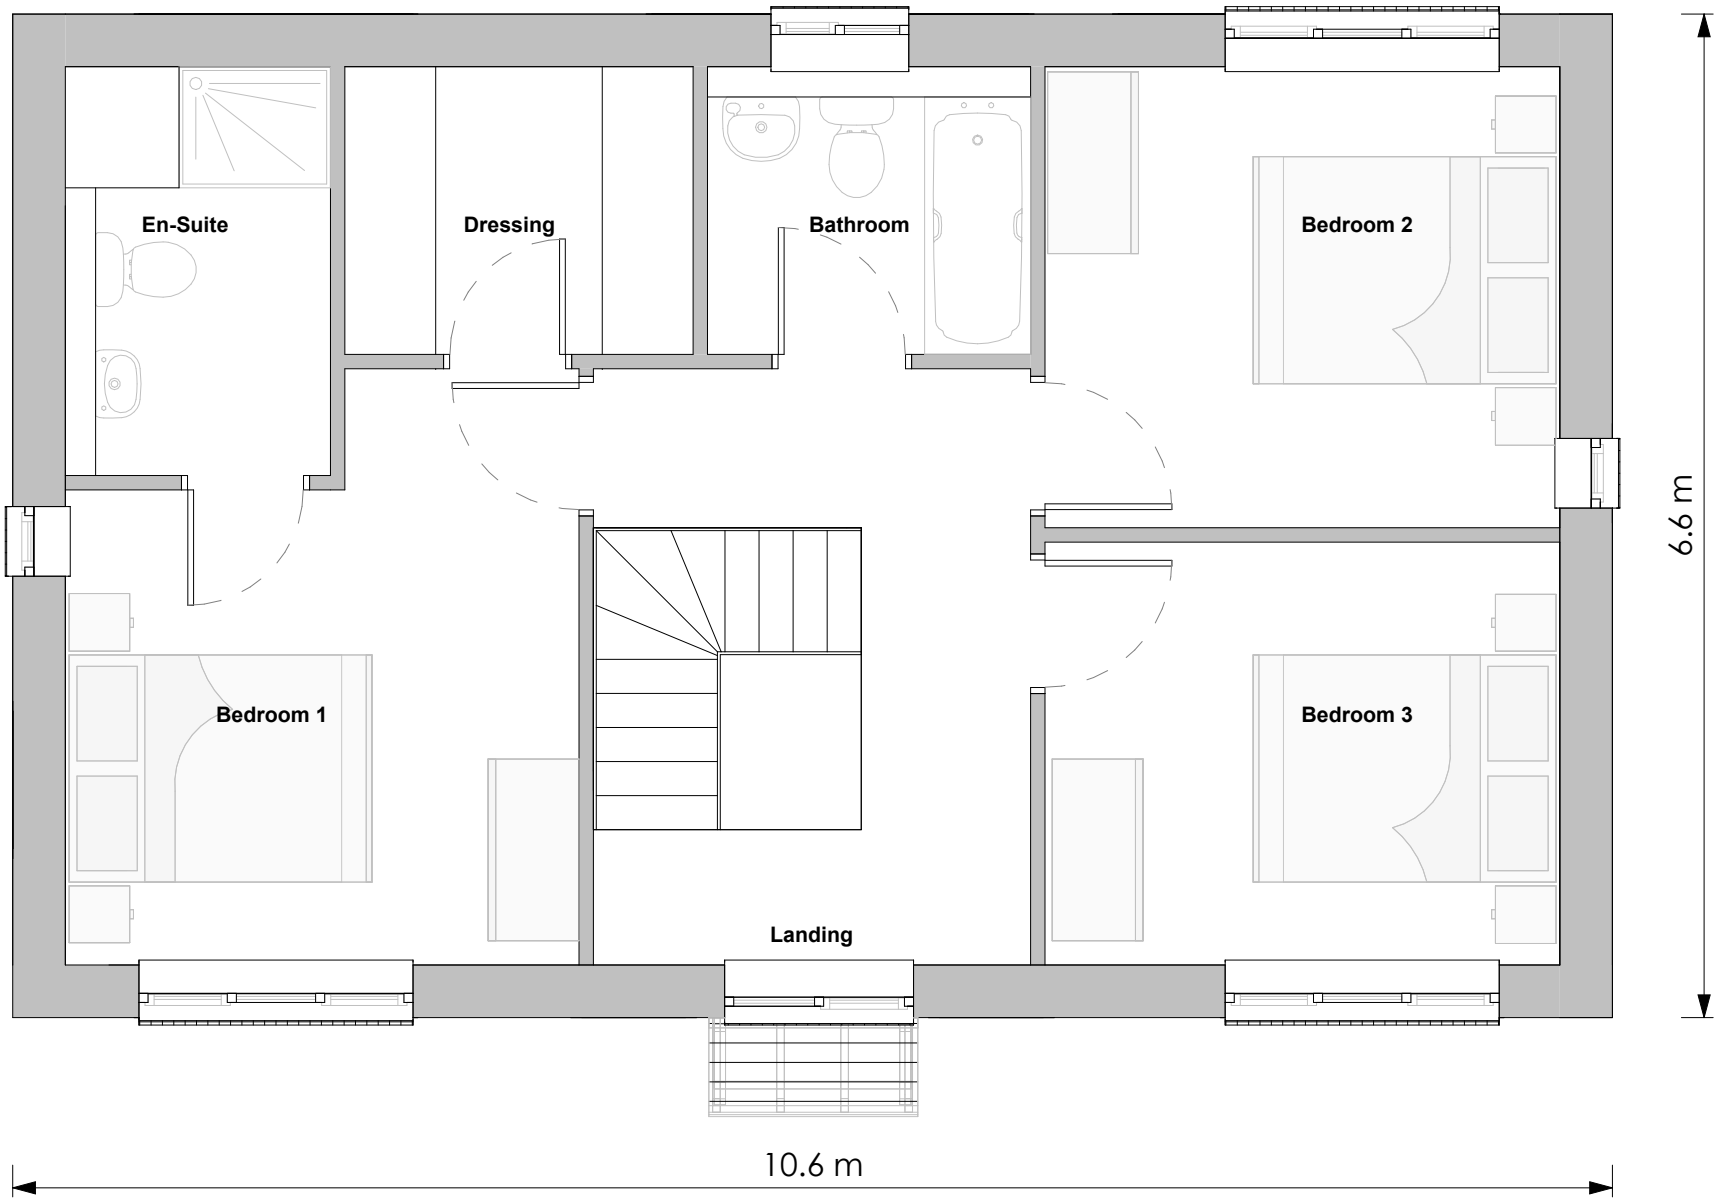 En-Suite
Dressing
Bathroom
Bedroom 2
6.6 m
Bedroom 1
Bedroom 3
Landing
10.6 m